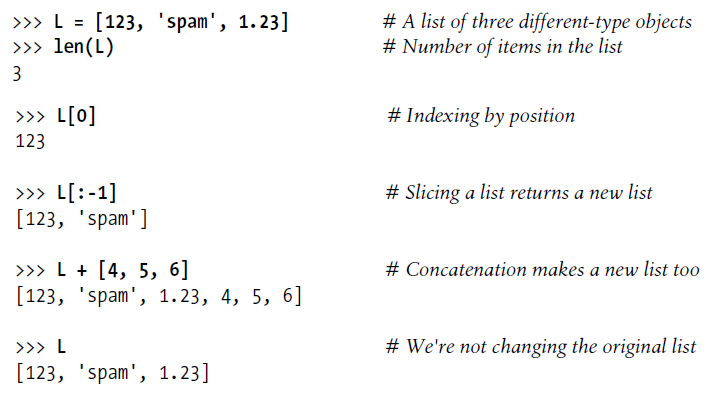 >>> L = [123, 'spam', 1.23] # A list of three different-type objects
>>> len(L) # Number of items in the list
3
>>> L[0] # Indexing by position
123
>>> L[:-1] # Slicing a list returns a new list
[123, 'spam']
>>> L + [4, 5, 6] # Concatenation makes a new list too
[123, 'spam', 1.23, 4, 5, 6]
>>> L # We're not changing the original list
[123, 'spam', 1.23]